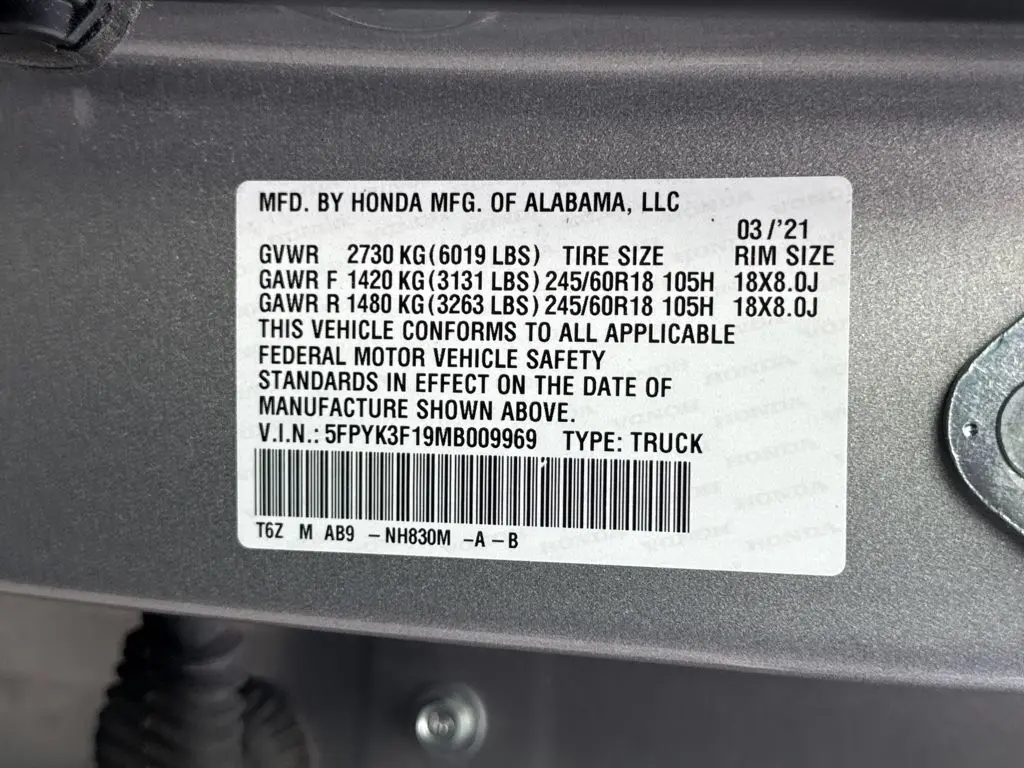 MFD. BY HONDA MFG. OF ALABAMA, LLC
03/'21
GVWR 2730 KG(6019 LBS) TIRE SIZE RIM SIZE
GAWR F 1420 KG(3131 LBS) 245/60R18 105H 18X8.0J
GAWR R 1480 KG(3263 LBS) 245/60R18 105H 18X8.0J
THIS VEHICLE CONFORMS TO ALL APPLICABLE
FEDERAL MOTOR VEHICLE SAFETY
STANDARDS IN EFFECT ON THE DATE OF
MANUFACTURE SHOWN ABOVE.
V.I.N.: 5FPYK3F19MB009969 TYPE: TRUCK
T6Z M AB9 -NH830M -A -B